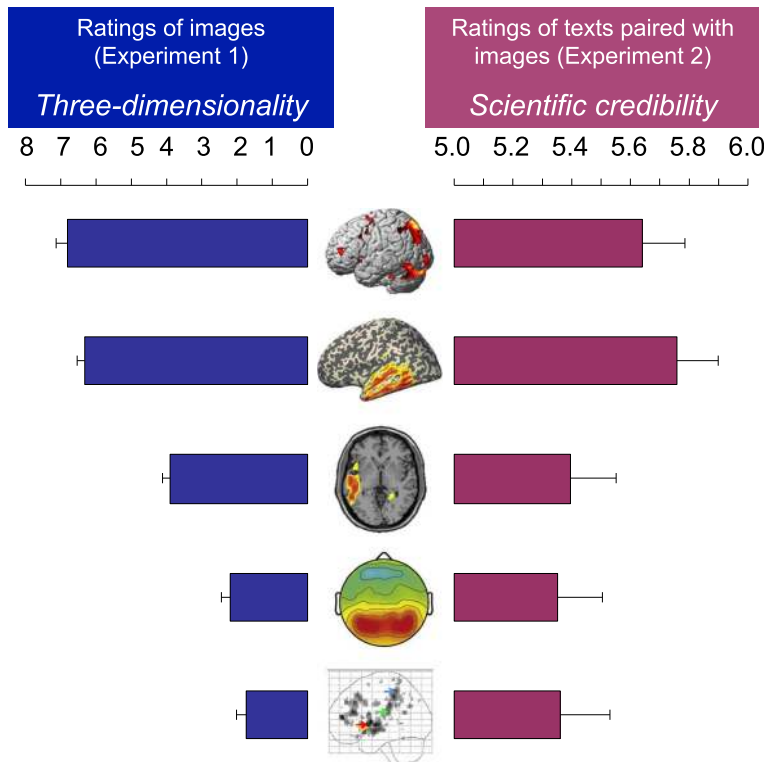 Ratings of images
(Experiment 1)
Three-dimensionality
Ratings of texts paired with
images (Experiment 2)
Scientific credibility
8 7 6 5 4 3 2 1 0
5.0 5.2 5.4 5.6 5.8 6.0